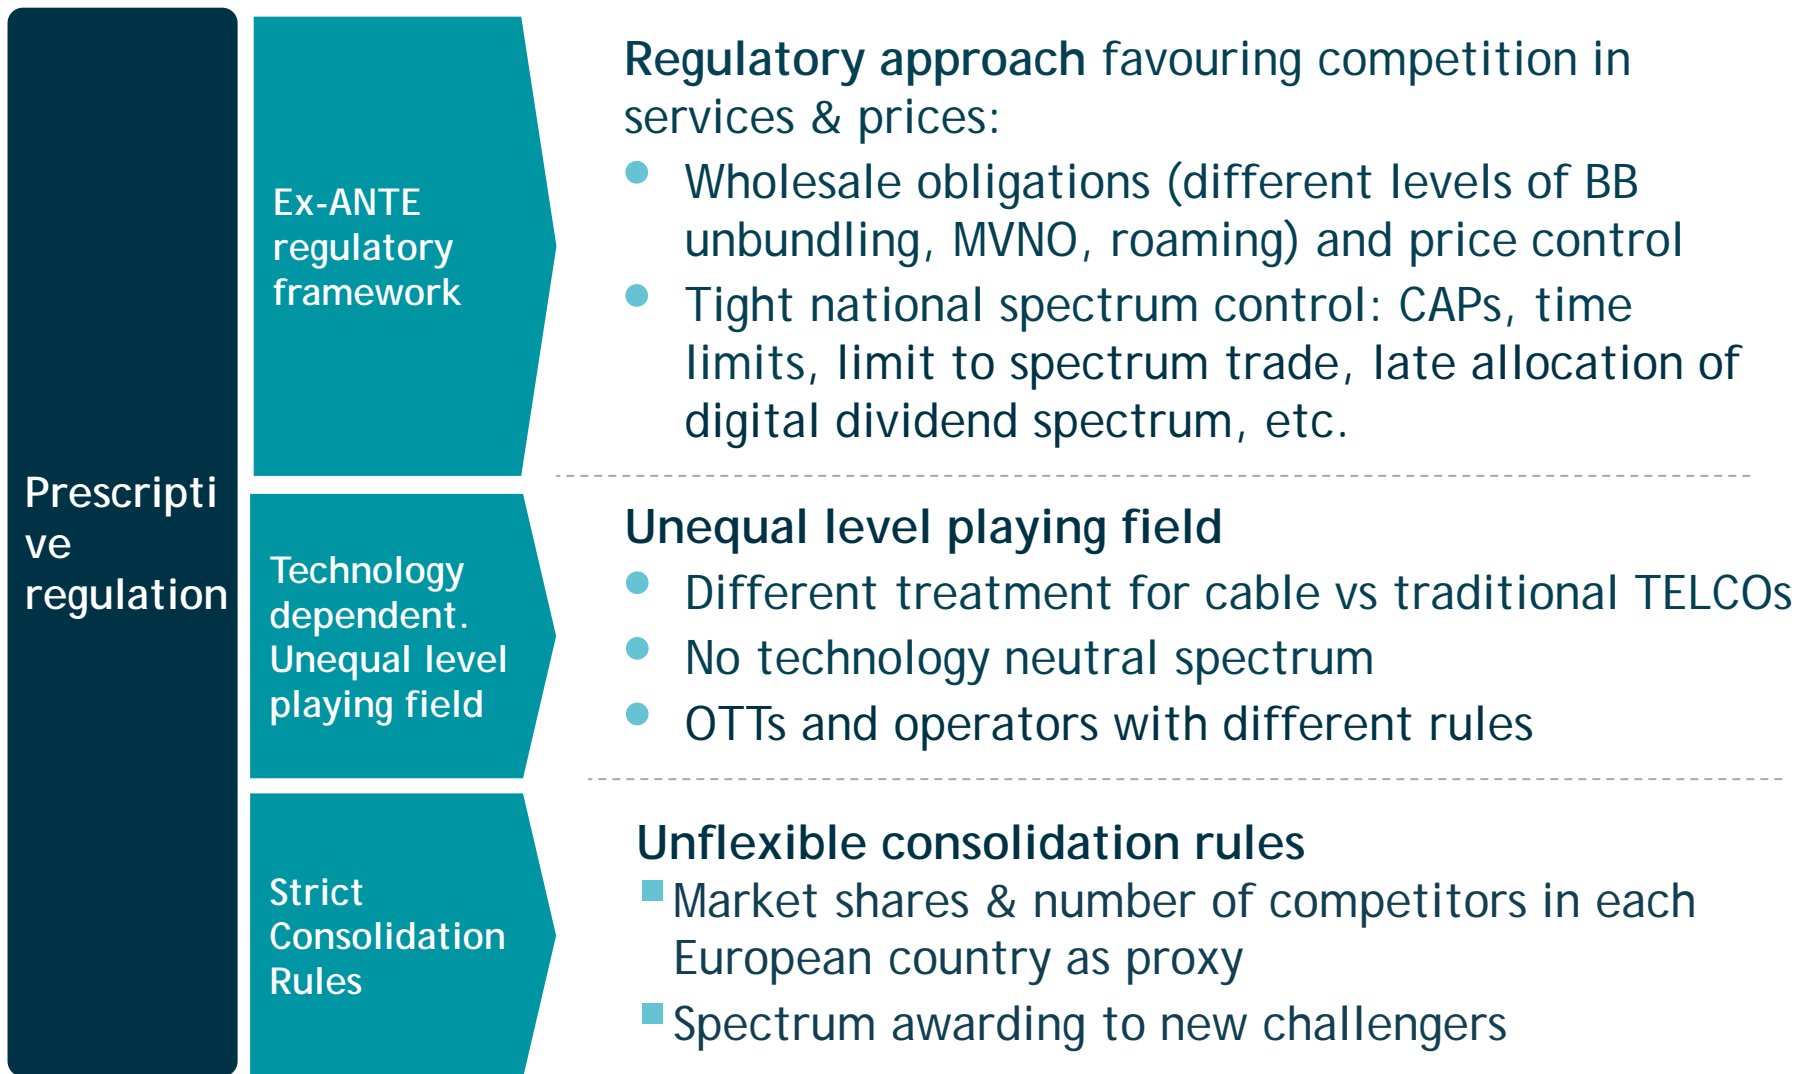 Prescripti
ve
regulation
Ex-ANTE
regulatory
framework
Regulatory approach favouring competition in
services & prices:
• Wholesale obligations (different levels of BB
unbundling, MVNO, roaming) and price control
• Tight national spectrum control: CAPs, time
limits, limit to spectrum trade, late allocation of
digital dividend spectrum, etc.
Technology
dependent.
Unequal level
playing field
Unequal level playing field
• Different treatment for cable vs traditional TELCOs
• No technology neutral spectrum
• OTTs and operators with different rules
Strict
Consolidation
Rules
Unflexible consolidation rules
▪ Market shares & number of competitors in each
European country as proxy
▪ Spectrum awarding to new challengers